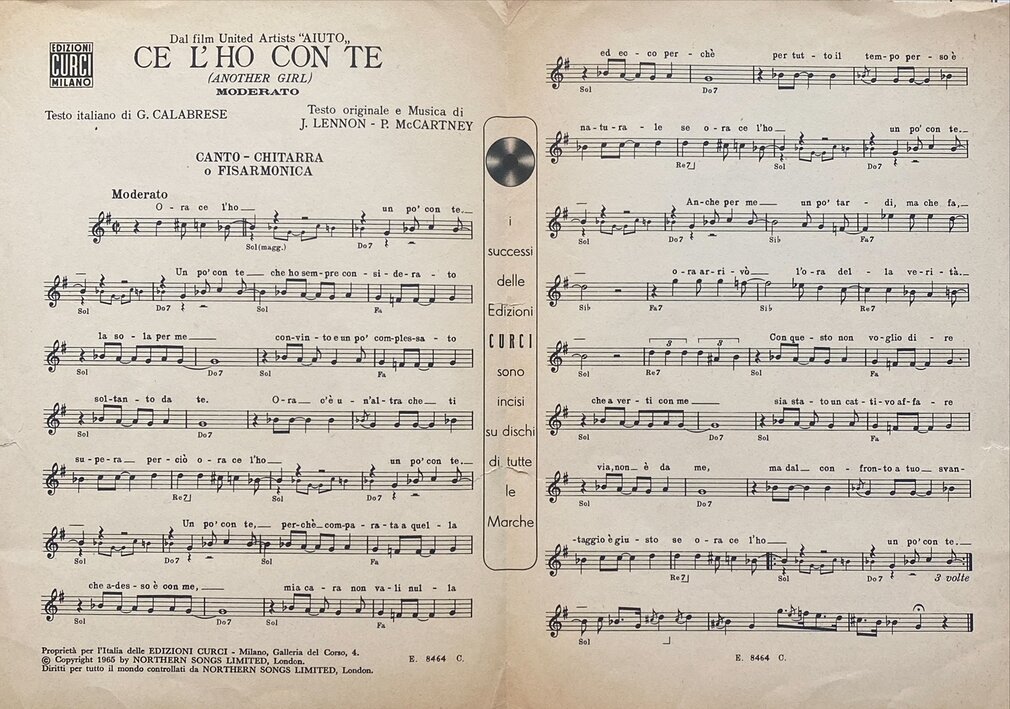 EDIZIONI
CURCI
MILANO
Dal film United Artists "AIUTO„
CE L'HO CON TE
(ANOTHER GIRL)
MODERATO
Testo italiano di G. CALABRESE
Testo originale e Musica di
J. LENNON - P. McCARTNEY
CANTO - CHITARRA
o FISARMONICA
Moderato
O - ra ce l'ho un po' con te.
Sol(magg.) Do7
Un po' con te che ho sem-pre con - si - de - ra - to
Sol Do7 Sol Fa
la so - la per me con-vin - to e un po' com-ples-sa - to
Sol Do7 Sol Fa
sol - tan - to da te. O - ra c'è u - n'al - tra che ti
Sol Do7 Sol Fa
su - pe - ra - per - ciò o - ra ce l'ho un po' con te.
Sol Re7 Sol Do7
Un po' con te, per-chè com-pa - ra - ta a quel - la
Sol Do7 Sol Fa
che a-des - so è con me, mia ca - ra non va - li nul - la
Sol Do7 Sol Fa
Proprietà per l'Italia delle EDIZIONI CURCI - Milano, Galleria del Corso, 4.
© Copyright 1965 by NORTHERN SONGS LIMITED, London.
Diritti per tutto il mondo controllati da NORTHERN SONGS LIMITED, London.
E. 8464 C.
i
successi
delle
Edizioni
CURCI
sono
incisi
su dischi
di tutte
le
Marche
ed ec - co per - chè per tut - to il tem - po per - so è
Sol Do7 Sol Fa
na - tu - ra - le se o - ra ce l'ho un po' con te.
Sol Re7 Sol Do7
An-che per me un po' tar - di, ma che fa,
Sol Do7 Sib Fa7
o - ra ar - ri - vò l'o - ra del - la ve - ri - tà.
Sib Fa7 Sib Re7
3 3 Con que - sto non vo-glio di - re
Sol Re7 Sol Fa
che a ver - ti con me sia sta - to un cat - ti-vo af-fa - re
Sol Do7 Sol Fa
via, non è da me, ma dal con - fron-to a tuo svan-
Sol Do7 Sol Fa
-taggio è giu - sto se o - ra ce l'ho un po' con te.
Sol Re7 Sol Do7 3 volte
Sol
E. 8464 C.